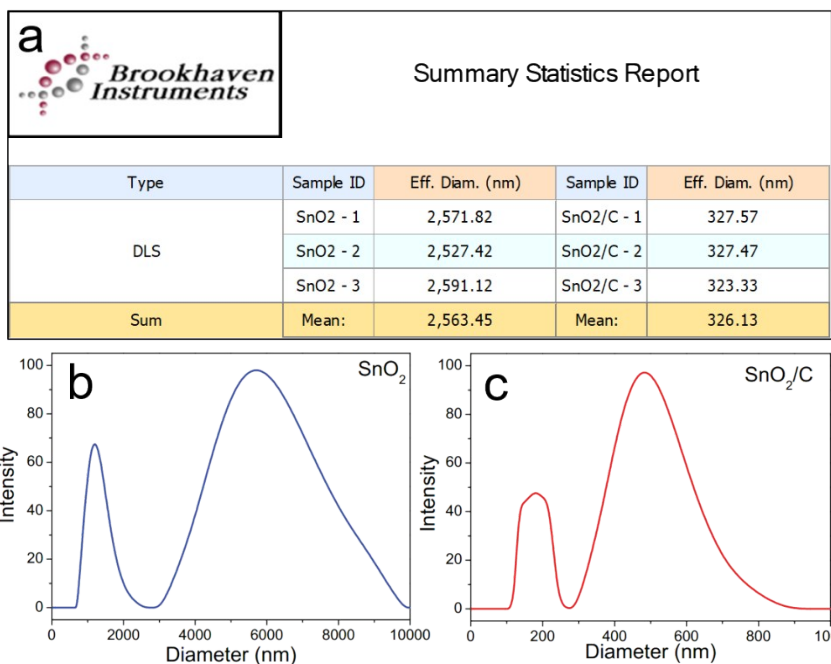 a
Brookhaven
Instruments
Summary Statistics Report
Type Sample ID Eff. Diam. (nm) Sample ID Eff. Diam. (nm)
SnO2 - 1 2,571.82 SnO2/C - 1 327.57
DLS SnO2 - 2 2,527.42 SnO2/C - 2 327.47
SnO2 - 3 2,591.12 SnO2/C - 3 323.33
Sum Mean: 2,563.45 Mean: 326.13
b
SnO₂
Intensity
100
80
60
40
20
0
0 2000 4000 6000 8000 10000
Diameter (nm)
c
SnO₂/C
Intensity
100
80
60
40
20
0
0 200 400 600 800
Diameter (nm)